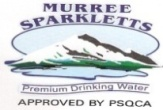 MURREE
SPARKLETTS
Premium Drinking Water
APPROVED BY PSQCA